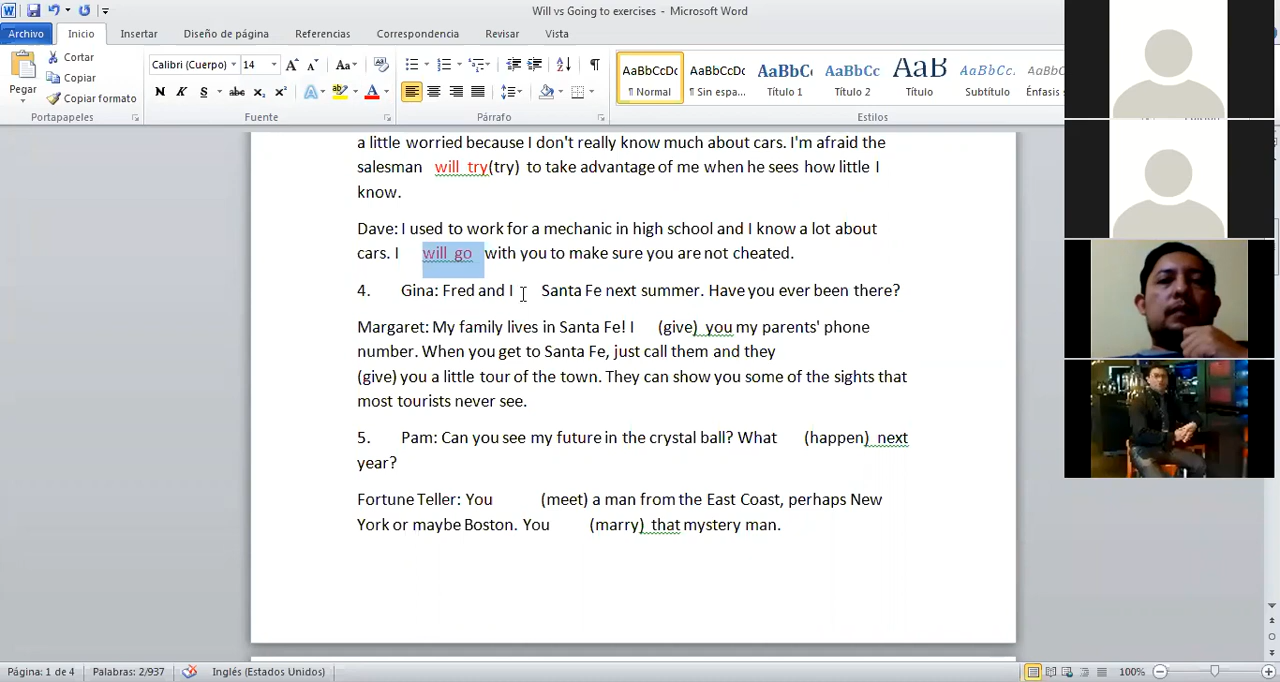 Will vs Going to exercises - Microsoft Word
Archivo Inicio Insertar Diseño de página Referencias Correspondencia Revisar Vista
Pegar Cortar Copiar Copiar formato
Portapapeles
Calibri (Cuerpo) 14
N K S abc x₂ x²
Fuente
Párrafo
AaBbCcDc AaBbCcDc AaBbC AaBbCc AaB AaBbCc. AaBbCc
¶ Normal ¶ Sin espa... Título 1 Título 2 Título Subtítulo Énfasis
Estilos
a little worried because I don't really know much about cars. I'm afraid the
salesman will try(try) to take advantage of me when he sees how little I
know.
Dave: I used to work for a mechanic in high school and I know a lot about
cars. I will go with you to make sure you are not cheated.
4. Gina: Fred and I Santa Fe next summer. Have you ever been there?
Margaret: My family lives in Santa Fe! I (give) you my parents' phone
number. When you get to Santa Fe, just call them and they
(give) you a little tour of the town. They can show you some of the sights that
most tourists never see.
5. Pam: Can you see my future in the crystal ball? What (happen) next
year?
Fortune Teller: You (meet) a man from the East Coast, perhaps New
York or maybe Boston. You (marry) that mystery man.
Página: 1 de 4 Palabras: 2/937 Inglés (Estados Unidos) 100%